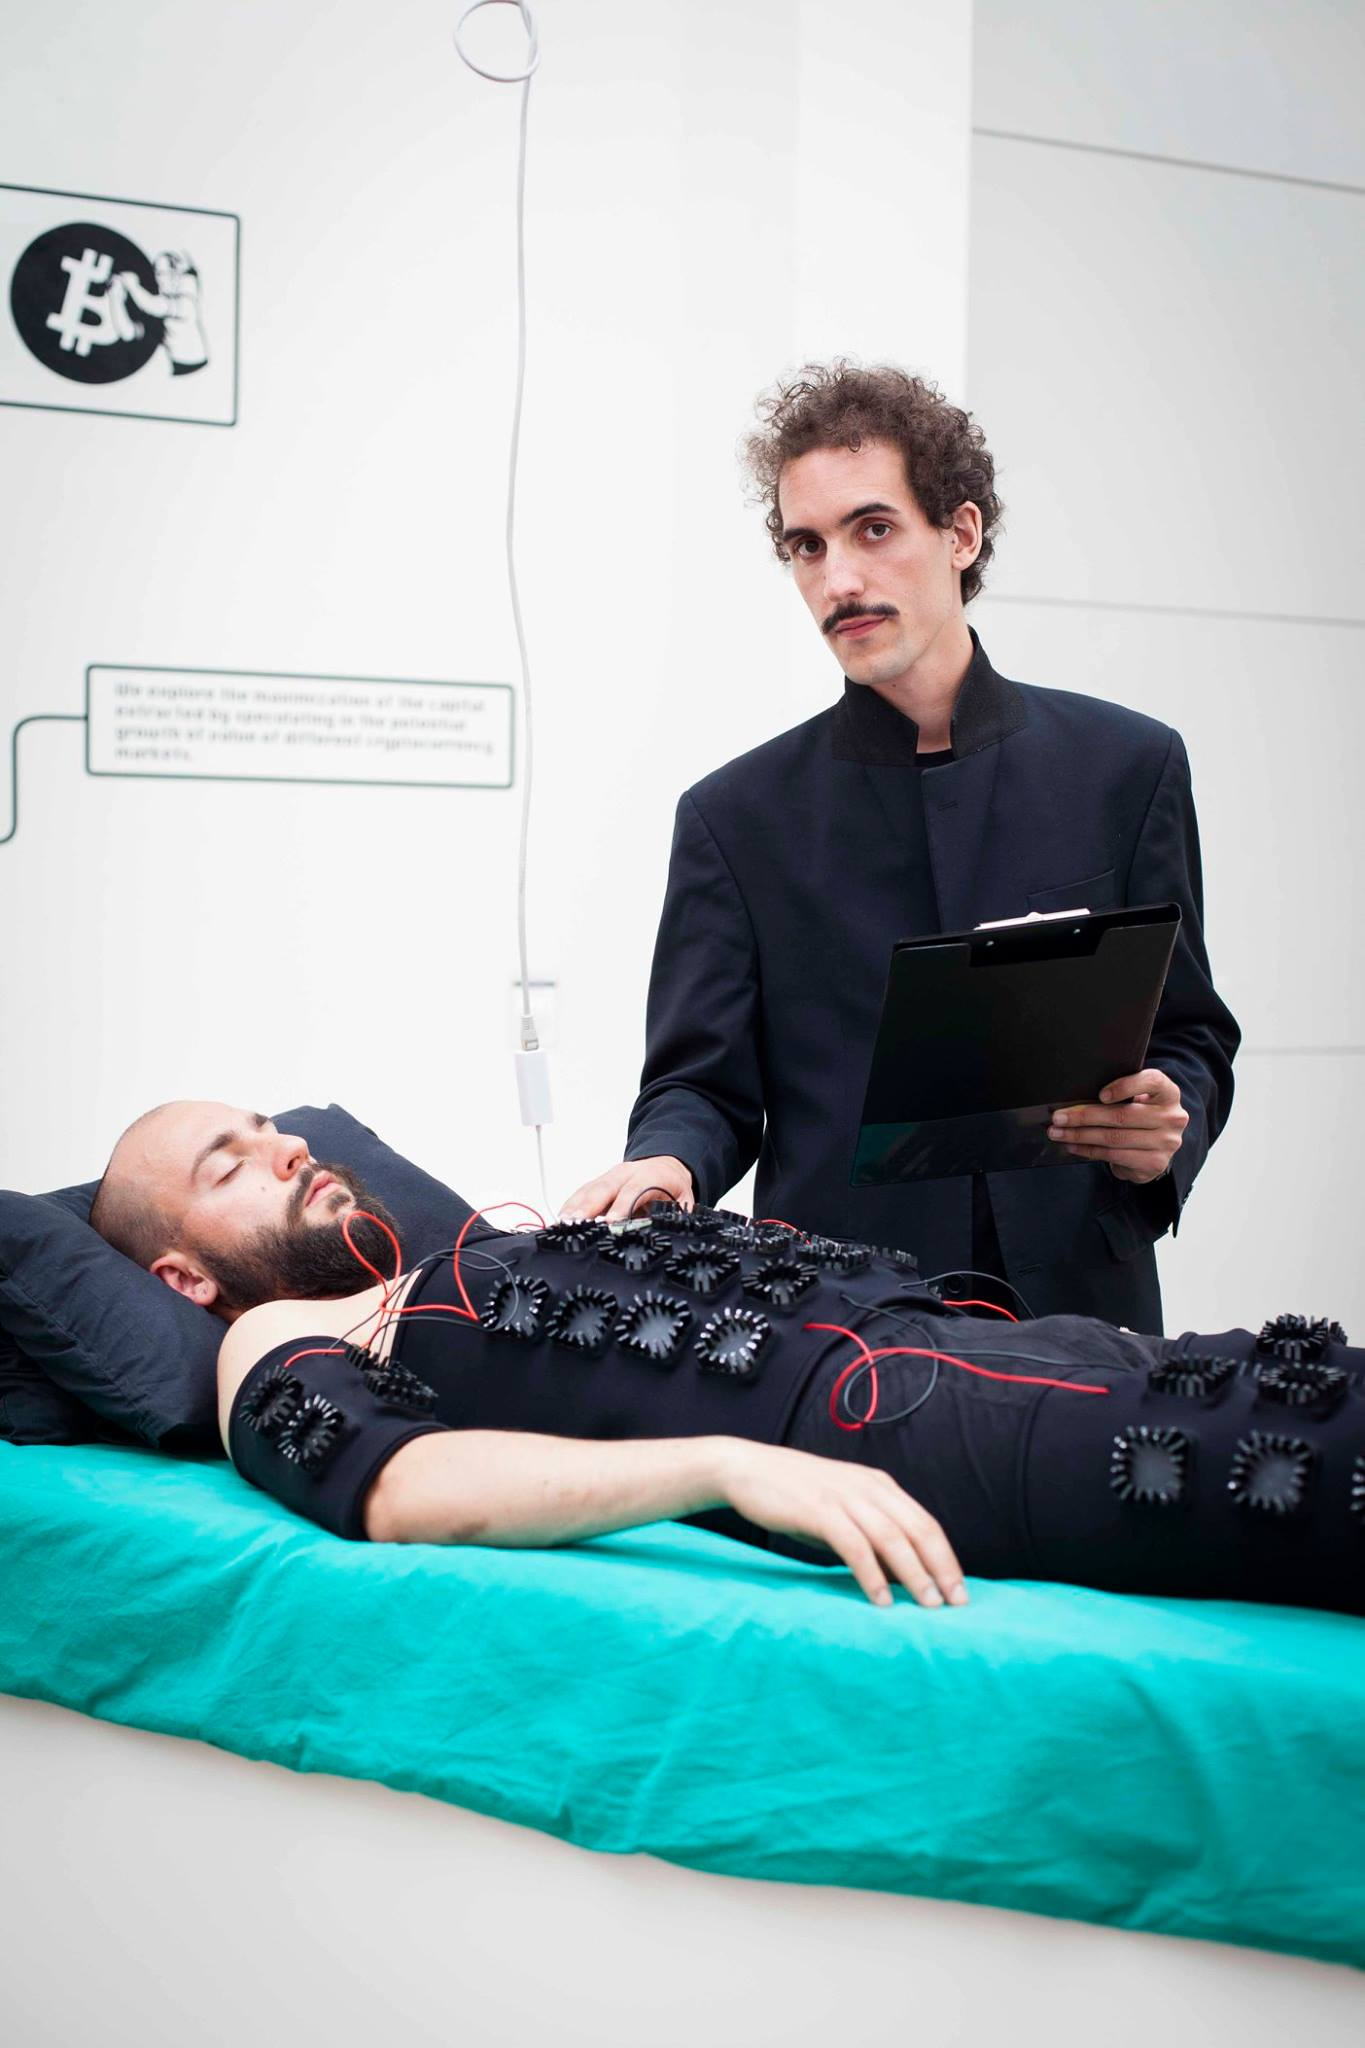 We explore the maximization of the capital
extracted by speculating in the potential
growth of value of different cryptocurrency
markets.